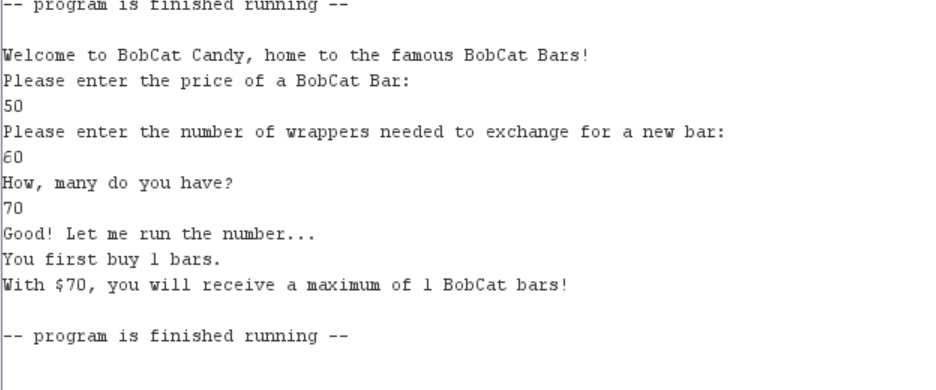 -- program is finished running --
Welcome to BobCat Candy, home to the famous BobCat Bars!
Please enter the price of a BobCat Bar:
50
Please enter the number of wrappers needed to exchange for a new bar:
60
How, many do you have?
70
Good! Let me run the number...
You first buy 1 bars.
With $70, you will receive a maximum of 1 BobCat bars!
-- program is finished running --